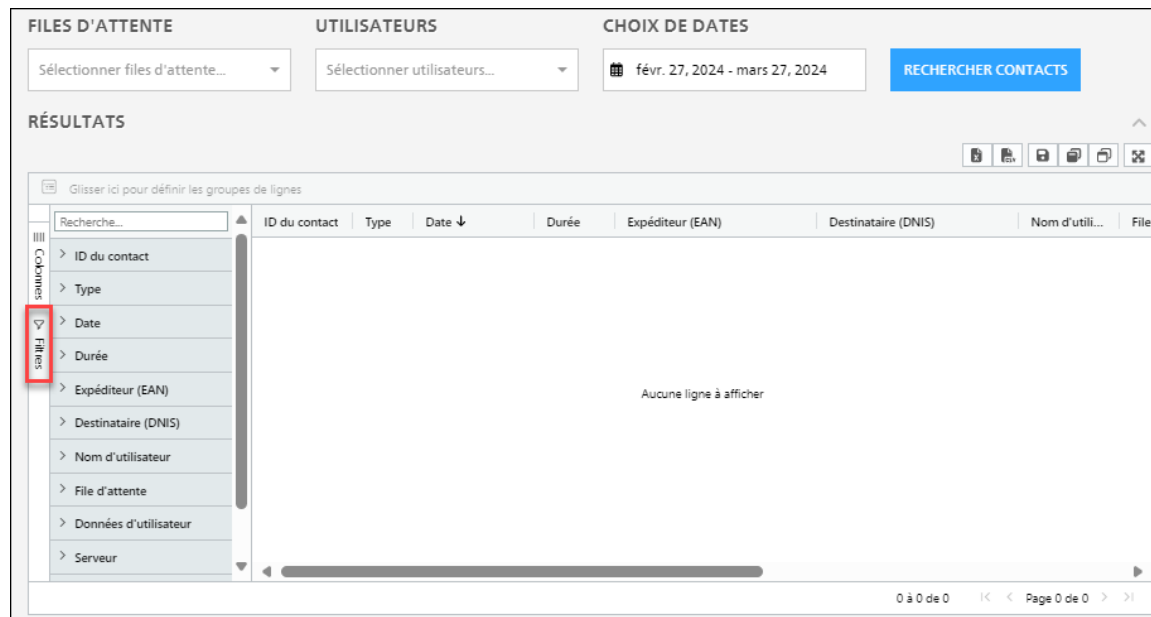 FILES D'ATTENTE UTILISATEURS CHOIX DE DATES
Sélectionner files d'attente... Sélectionner utilisateurs... févr. 27, 2024 - mars 27, 2024 RECHERCHER CONTACTS
RÉSULTATS
Glisser ici pour définir les groupes de lignes
Recherche... ID du contact Type Date Durée Expéditeur (EAN) Destinataire (DNIS) Nom d'utili... File
Colonnes
Filtres
ID du contact
Type
Date
Durée
Expéditeur (EAN)
Aucune ligne à afficher
Destinataire (DNIS)
Nom d'utilisateur
File d'attente
Données d'utilisateur
Serveur
0 à 0 de 0 Page 0 de 0